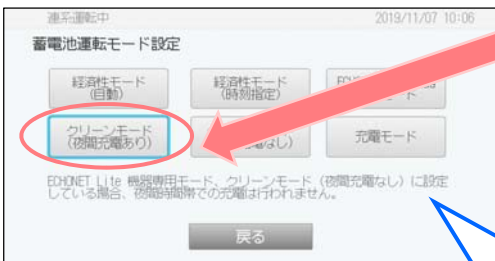 連系運転中 2019/11/07 10:06
蓄電池運転モード設定
経済性モード
(自動)
経済性モード
(時刻指定)
クリーンモード
(夜間充電あり)
なし)
充電モード
ECHONET Lite 機器専用モード、クリーンモード（夜間充電なし）に設定
している場合、夜間時間帯での充電は行われません。
戻る